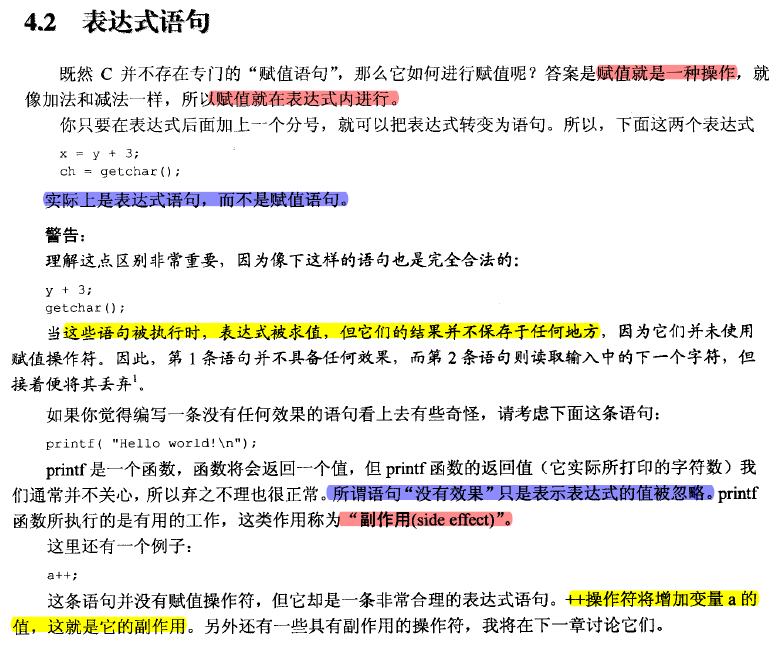 4.2 表达式语句
既然 C 并不存在专门的“赋值语句”，那么它如何进行赋值呢？答案是赋值就是一种操作，就
像加法和减法一样，所以赋值就在表达式内进行。
你只要在表达式后面加上一个分号，就可以把表达式转变为语句。所以，下面这两个表达式
x = y + 3;
ch = getchar();
实际上是表达式语句，而不是赋值语句。
警告：
理解这点区别非常重要，因为像下这样的语句也是完全合法的：
y + 3;
getchar();
当这些语句被执行时，表达式被求值，但它们的结果并不保存于任何地方，因为它们并未使用
赋值操作符。因此，第 1 条语句并不具备任何效果，而第 2 条语句则读取输入中的下一个字符，但
接着便将其丢弃1。
如果你觉得编写一条没有任何效果的语句看上去有些奇怪，请考虑下面这条语句：
printf( "Hello world!\n");
printf 是一个函数，函数将会返回一个值，但 printf 函数的返回值（它实际所打印的字符数）我
们通常并不关心，所以弃之不理也很正常。所谓语句“没有效果”只是表示表达式的值被忽略。printf
函数所执行的是有用的工作，这类作用称为“副作用(side effect)”。
这里还有一个例子：
a++;
这条语句并没有赋值操作符，但它却是一条非常合理的表达式语句。++操作符将增加变量 a 的
值，这就是它的副作用。另外还有一些具有副作用的操作符，我将在下一章讨论它们。